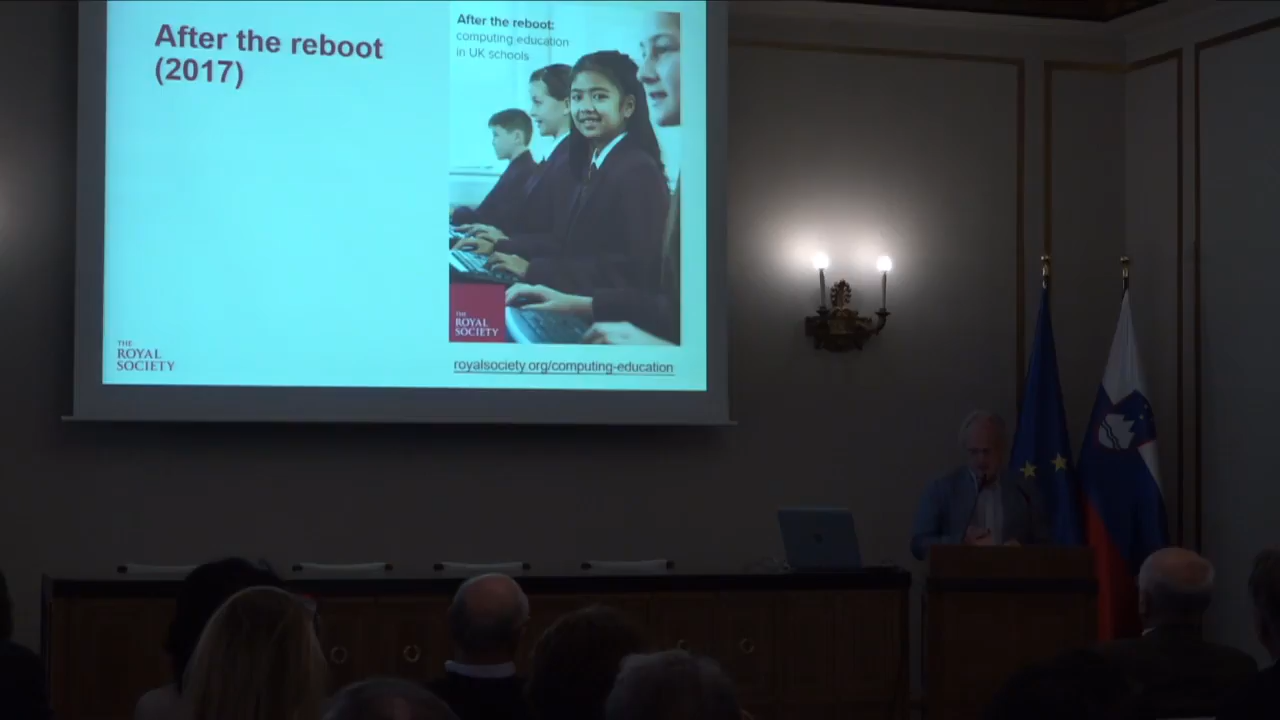 After the reboot
(2017)
After the reboot:
computing education
in UK schools
THE
ROYAL
SOCIETY
THE
ROYAL
SOCIETY
royalsociety.org/computing-education